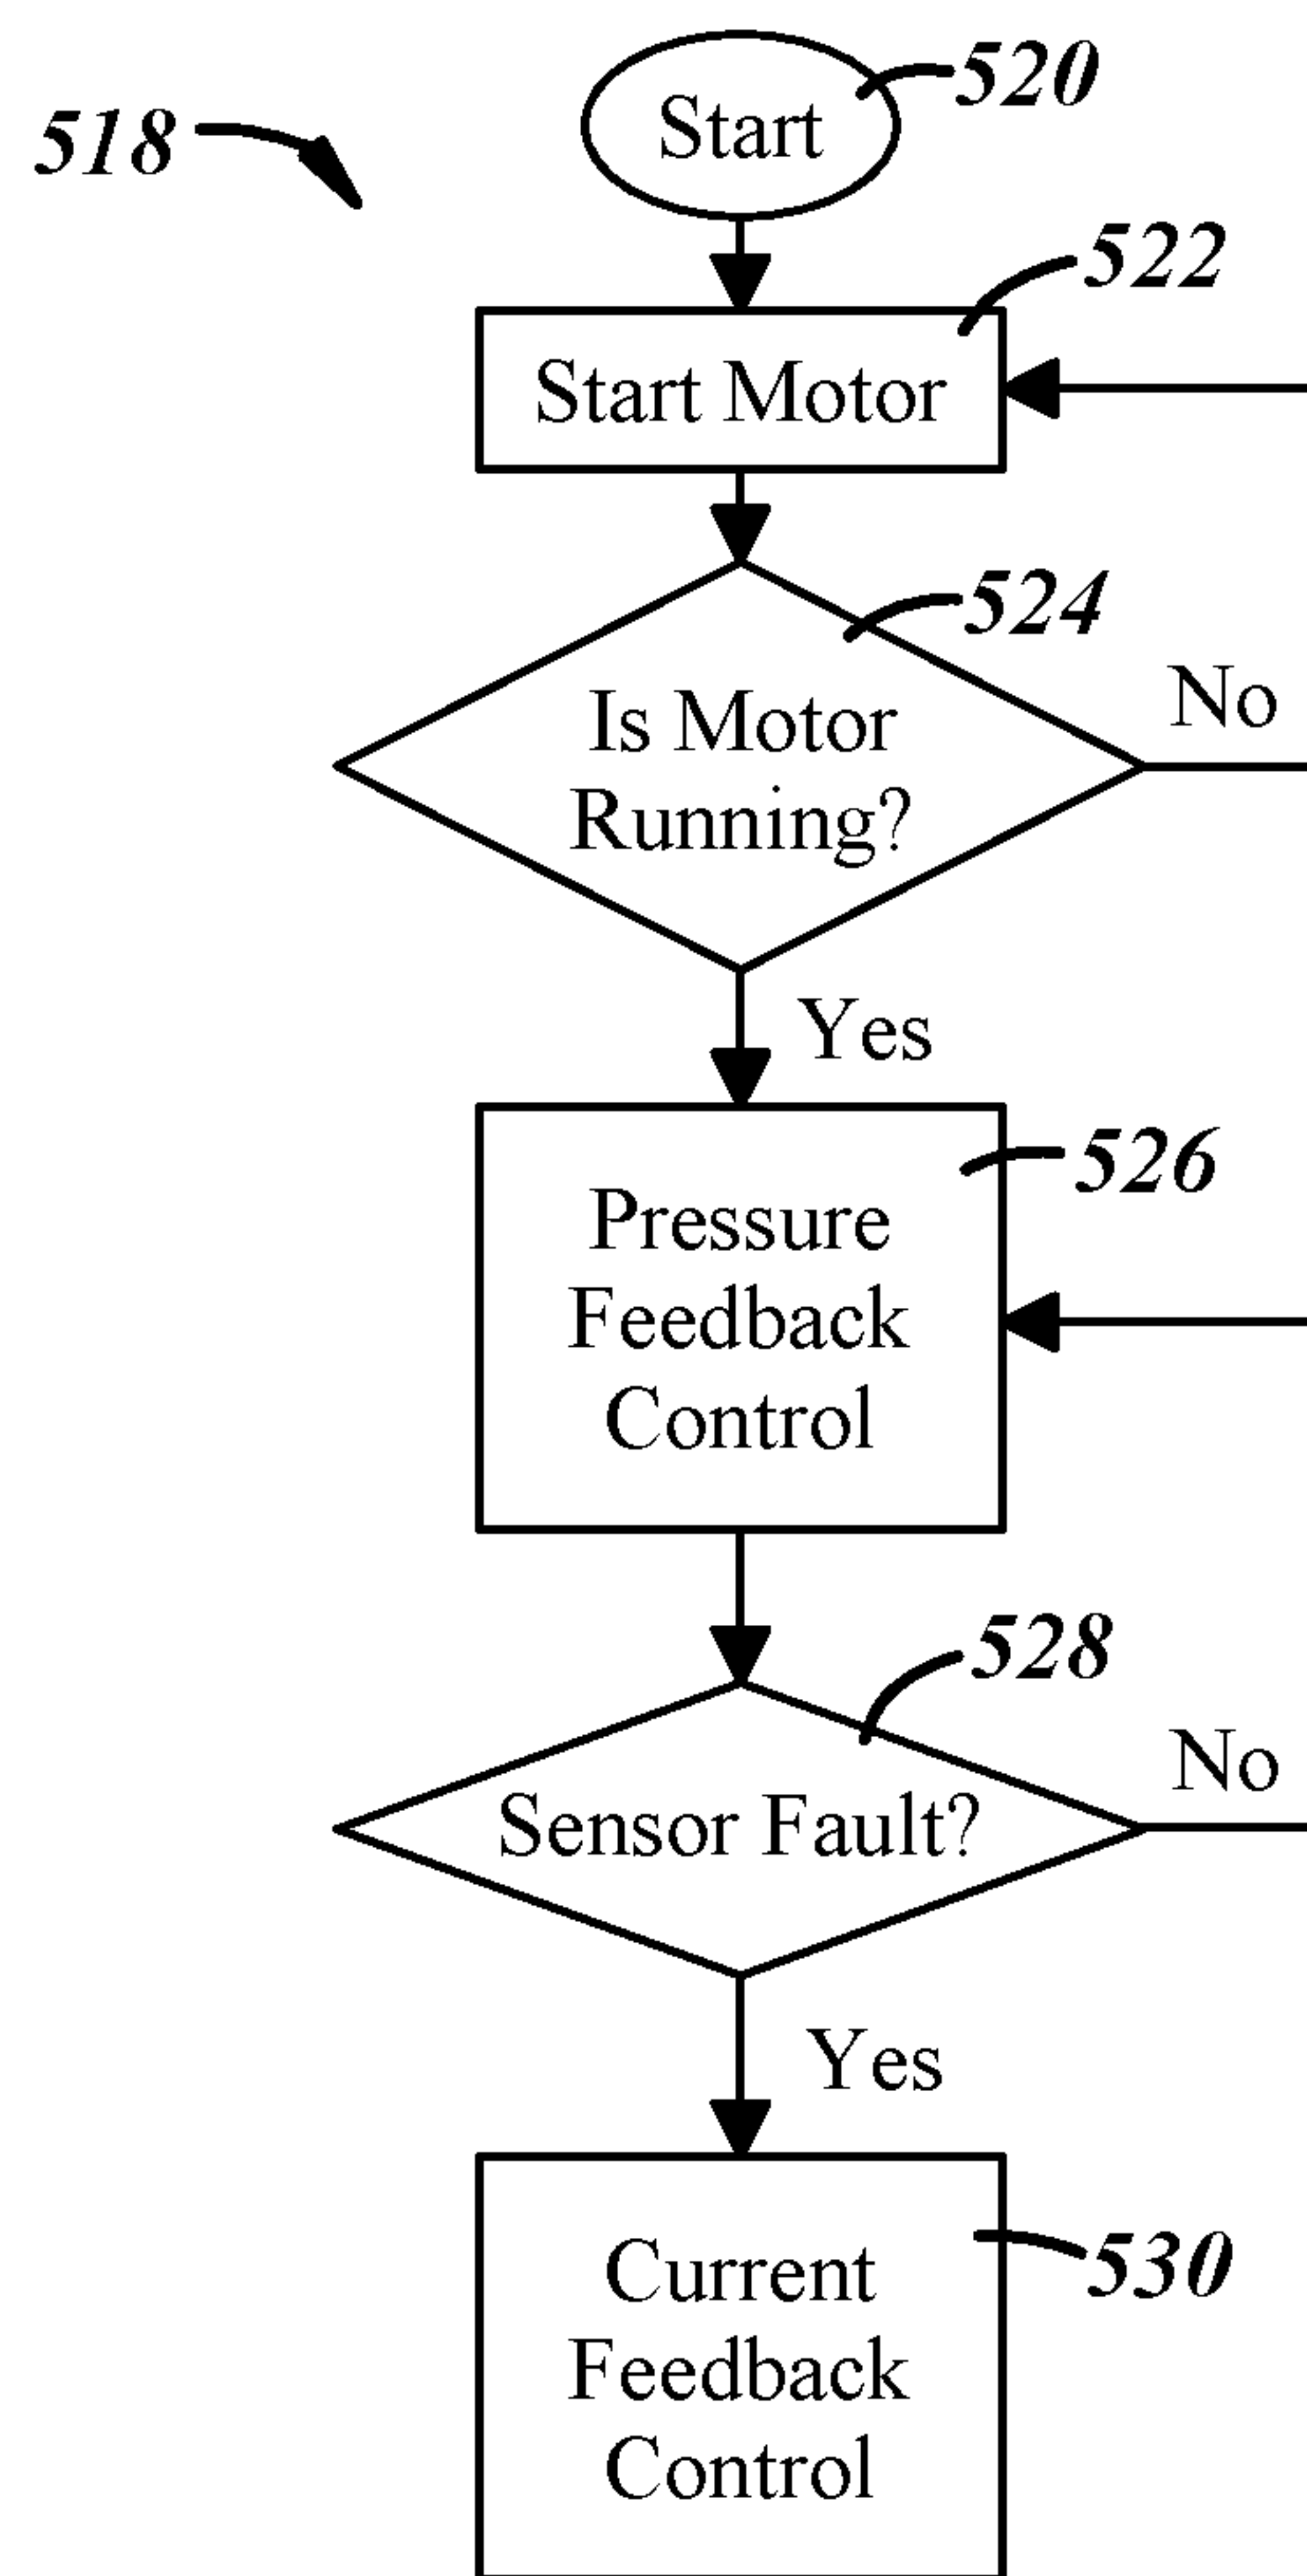 520
Start
518
522
Start Motor
524
No
Is Motor
Running?
Yes
526
Pressure
Feedback
Control
528
No
Sensor Fault?
Yes
530
Current
Feedback
Control